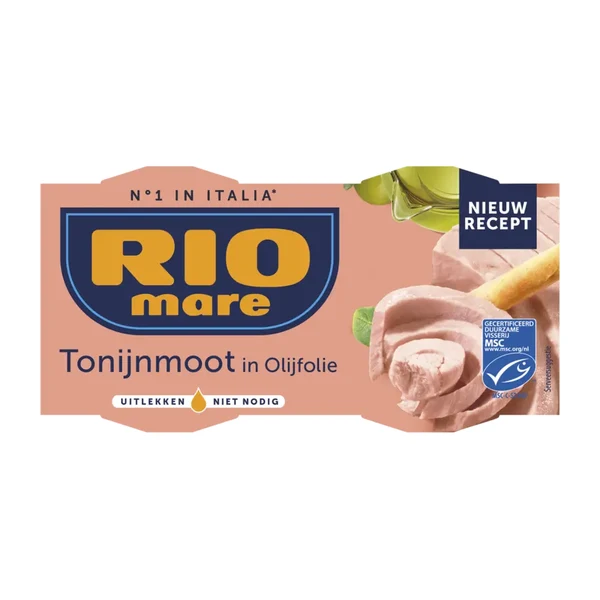 N°1 IN ITALIA*
RIO
mare
Tonijnmoot in Olijfolie
UITLEKKEN NIET NODIG
NIEUW
RECEPT
GECERTIFICEERD
DUURZAME
VISSERIJ
MSC
www.msc.org/nl
Serveersuggestie